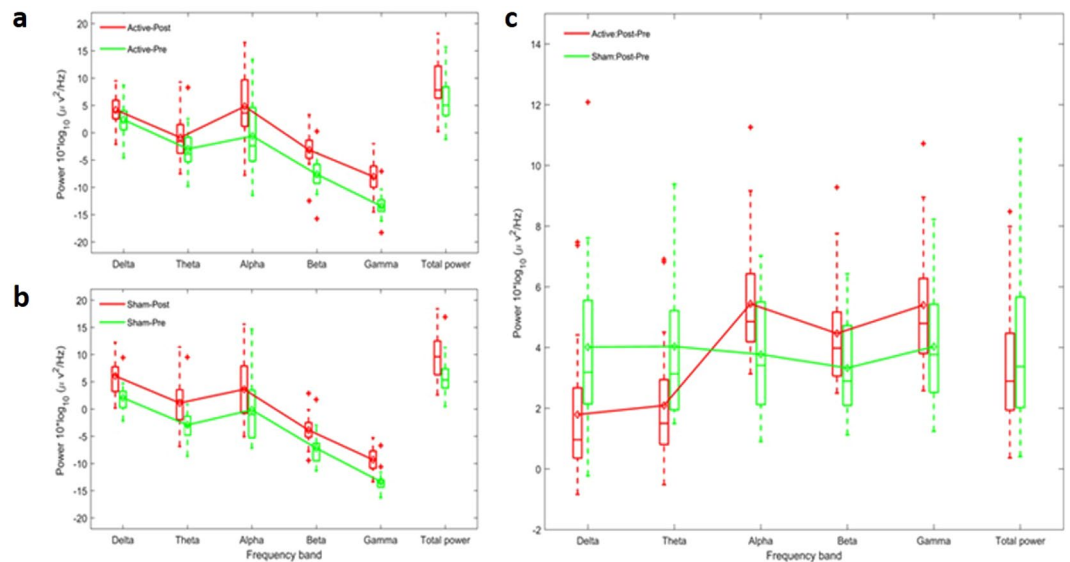 a
Active-Post
Active-Pre
Power 10*log10 (μ v²/Hz)
20
15
10
5
0
-5
-10
-15
-20
Delta Theta Alpha Beta Gamma Total power
b
Sham-Post
Sham-Pre
Power 10*log10 (μ v²/Hz)
20
15
10
5
0
-5
-10
-15
-20
Delta Theta Alpha Beta Gamma Total power
Frequency band
c
Active:Post-Pre
Sham:Post-Pre
Power 10*log10 (μ v²/Hz)
14
12
10
8
6
4
2
0
-2
Delta Theta Alpha Beta Gamma Total power
Frequency band